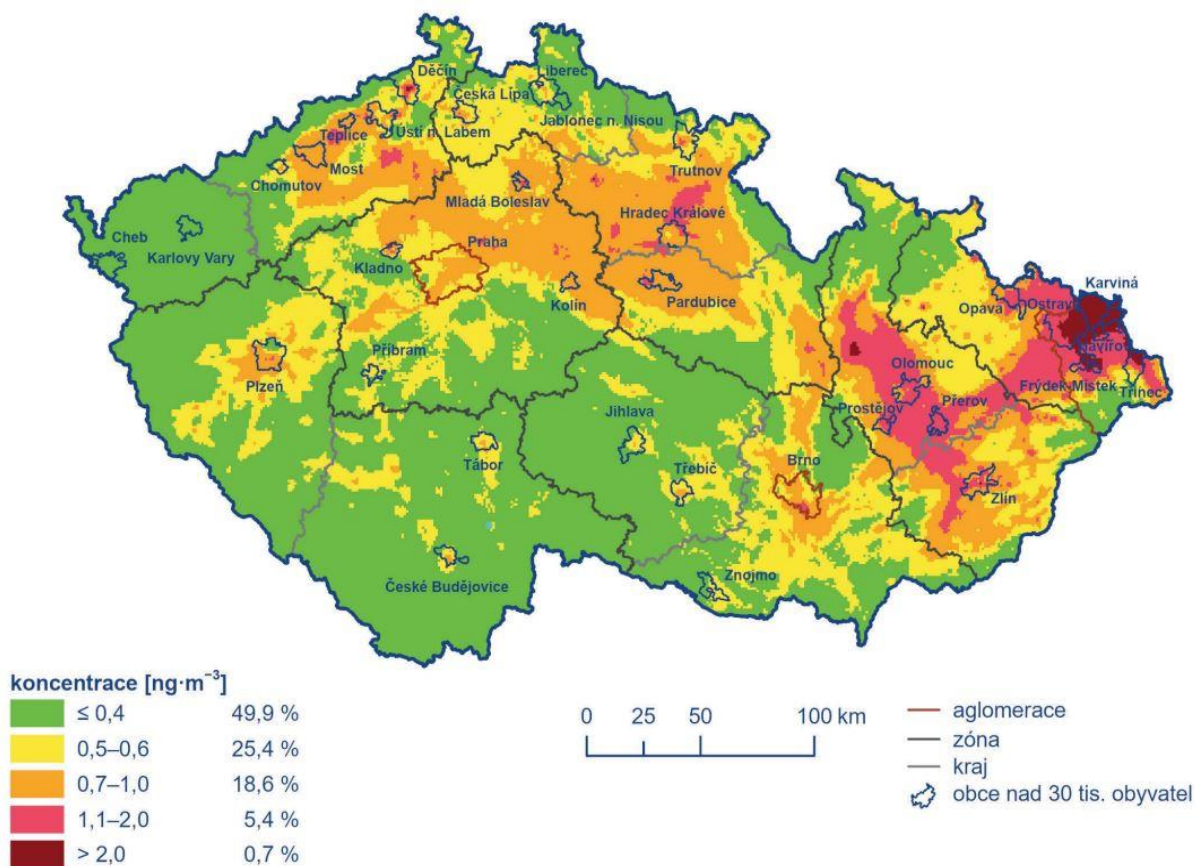 Děčín
Liberec
Česká Lípa
Teplice
Ústí n. Labem
Jablonec n. Nisou
Most
Trutnov
Chomutov
Mladá Boleslav
Hradec Králové
Cheb
Karlovy Vary
Praha
Kladno
Kolín
Pardubice
Karviná
Opava
Ostrava
Havířov
Plzeň
Příbram
Olomouc
Frýdek-Místek
Třinec
Prostějov
Přerov
Jihlava
Tábor
Třebíč
Brno
Zlín
České Budějovice
Znojmo
koncentrace [ng·m⁻³]
≤ 0,4 49,9 %
0,5–0,6 25,4 %
0,7–1,0 18,6 %
1,1–2,0 5,4 %
> 2,0 0,7 %
0 25 50 100 km
aglomerace
zóna
kraj
obce nad 30 tis. obyvatel